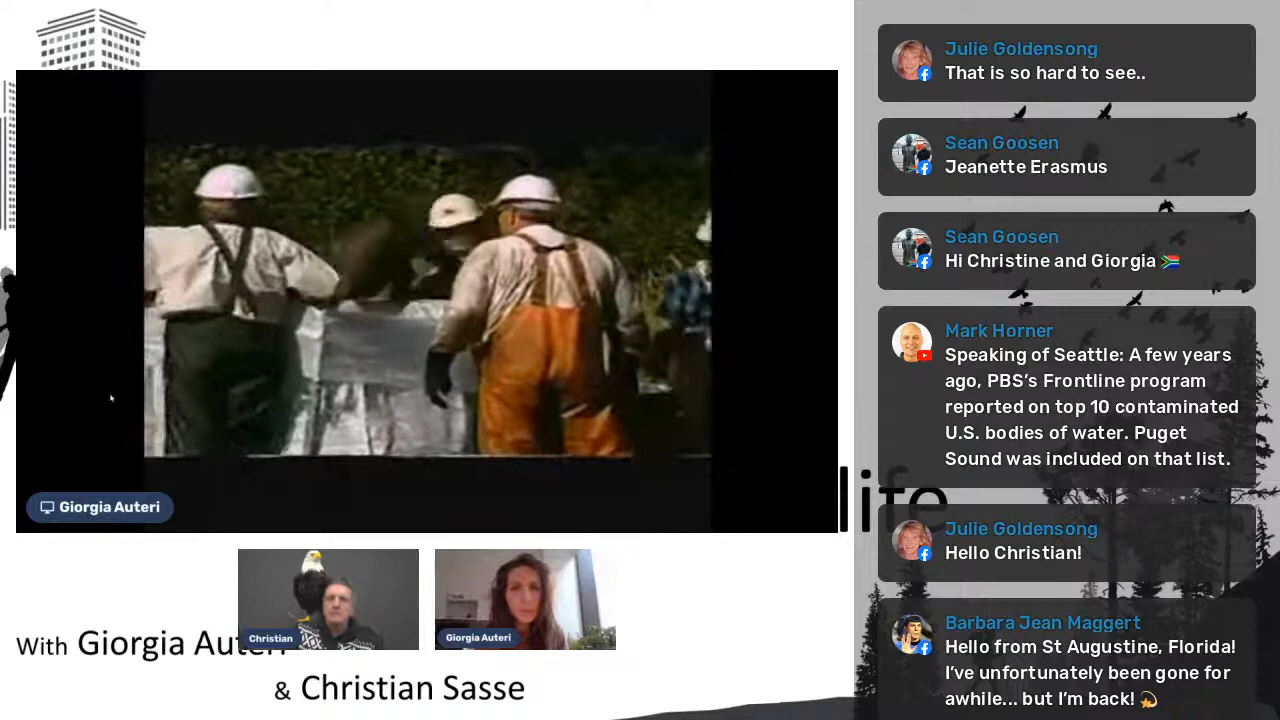 Giorgia Auteri
life
Christian
Giorgia Auteri
With Giorgia Auteri
& Christian Sasse
Julie Goldensong
That is so hard to see..
Sean Goosen
Jeanette Erasmus
Sean Goosen
Hi Christine and Giorgia 🇿🇦
Mark Horner
Speaking of Seattle: A few years
ago, PBS’s Frontline program
reported on top 10 contaminated
U.S. bodies of water. Puget
Sound was included on that list.
Julie Goldensong
Hello Christian!
Barbara Jean Maggert
Hello from St Augustine, Florida!
I’ve unfortunately been gone for
awhile... but I’m back! 💫